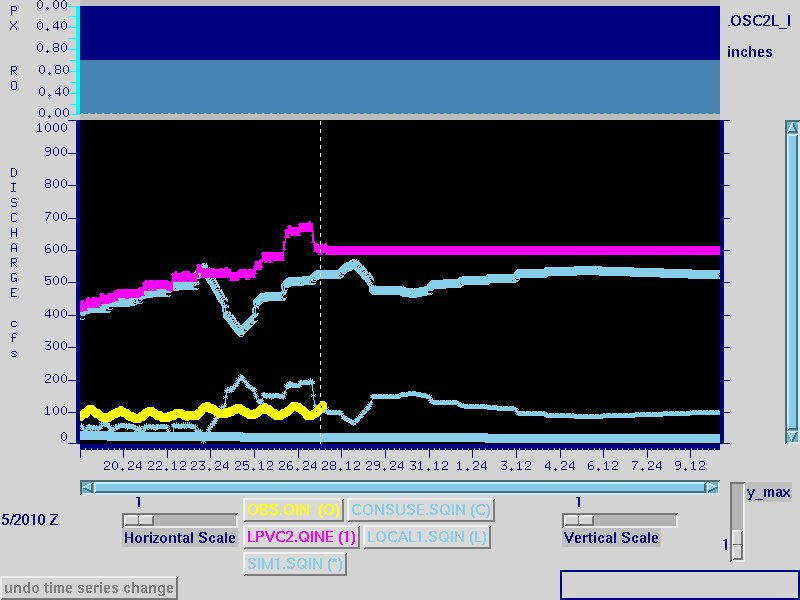 PX
0.00
0.40
0.80
.OSC2L_I
inches
RO
0.80
0.40
0.00
DISCHARGE cfs
1000
900
800
700
600
500
400
300
200
100
0
20.24 22.12 23.24 25.12 26.24 28.12 29.24 31.12 1.24 3.12 4.24 6.12 7.24 9.12
5/2010 Z
1
Horizontal Scale
OBS.QIN (O) CONSUSE.SQIN (C)
LPVC2.QINE (1) LOCAL1.SQIN (L)
SIM1.SQIN (*)
1
Vertical Scale
y_max
1
undo time series change